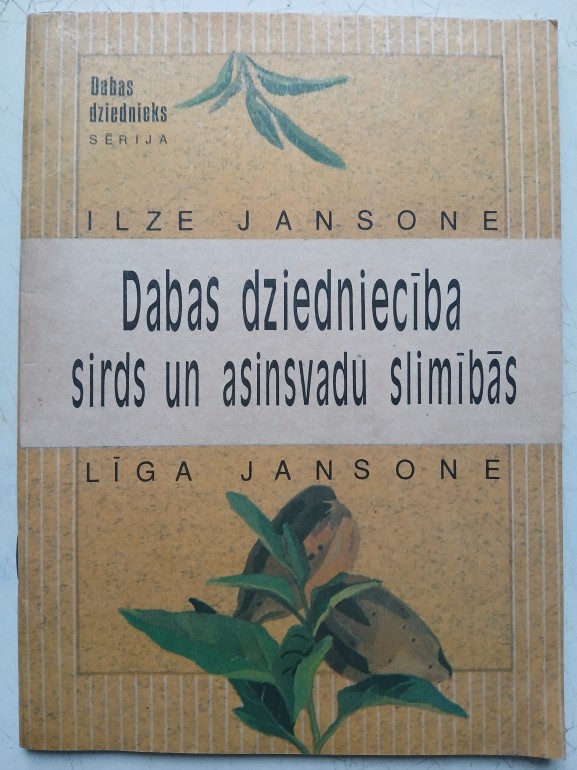 Dabas
dziednieks
SĒRIJA
ILZE JANSONE
Dabas dziedniecība
sirds un asinsvadu slimībās
LĪGA JANSONE